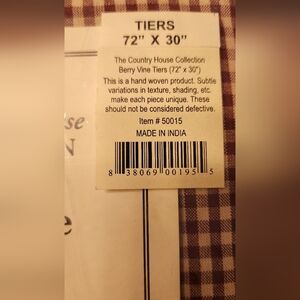 TIERS
72" X 30"
The Country House Collection
Berry Vine Tiers (72" x 30")
This is a hand woven product. Subtle
variations in texture, shading, etc.
make each piece unique. These
should not be considered defective.
Item # 50015
MADE IN INDIA
8 38069 00195 5
se
N
e